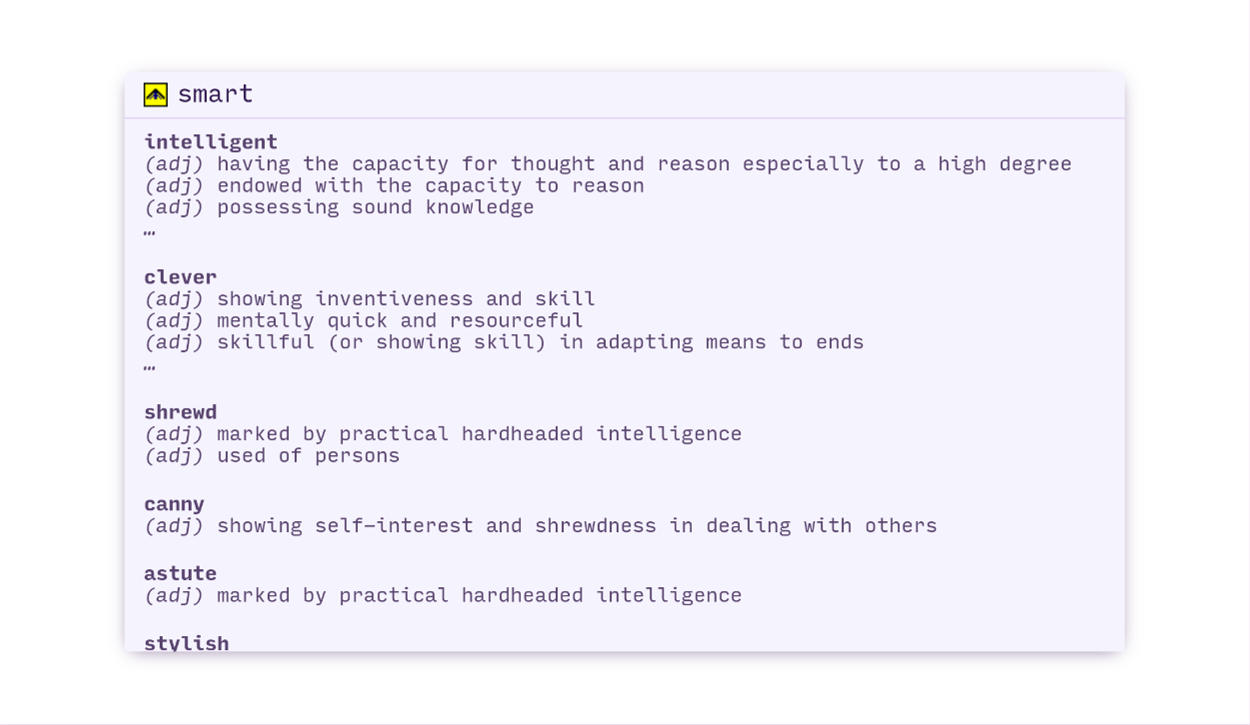 smart
intelligent
(adj) having the capacity for thought and reason especially to a high degree
(adj) endowed with the capacity to reason
(adj) possessing sound knowledge
…
clever
(adj) showing inventiveness and skill
(adj) mentally quick and resourceful
(adj) skillful (or showing skill) in adapting means to ends
…
shrewd
(adj) marked by practical hardheaded intelligence
(adj) used of persons
canny
(adj) showing self-interest and shrewdness in dealing with others
astute
(adj) marked by practical hardheaded intelligence
stylish